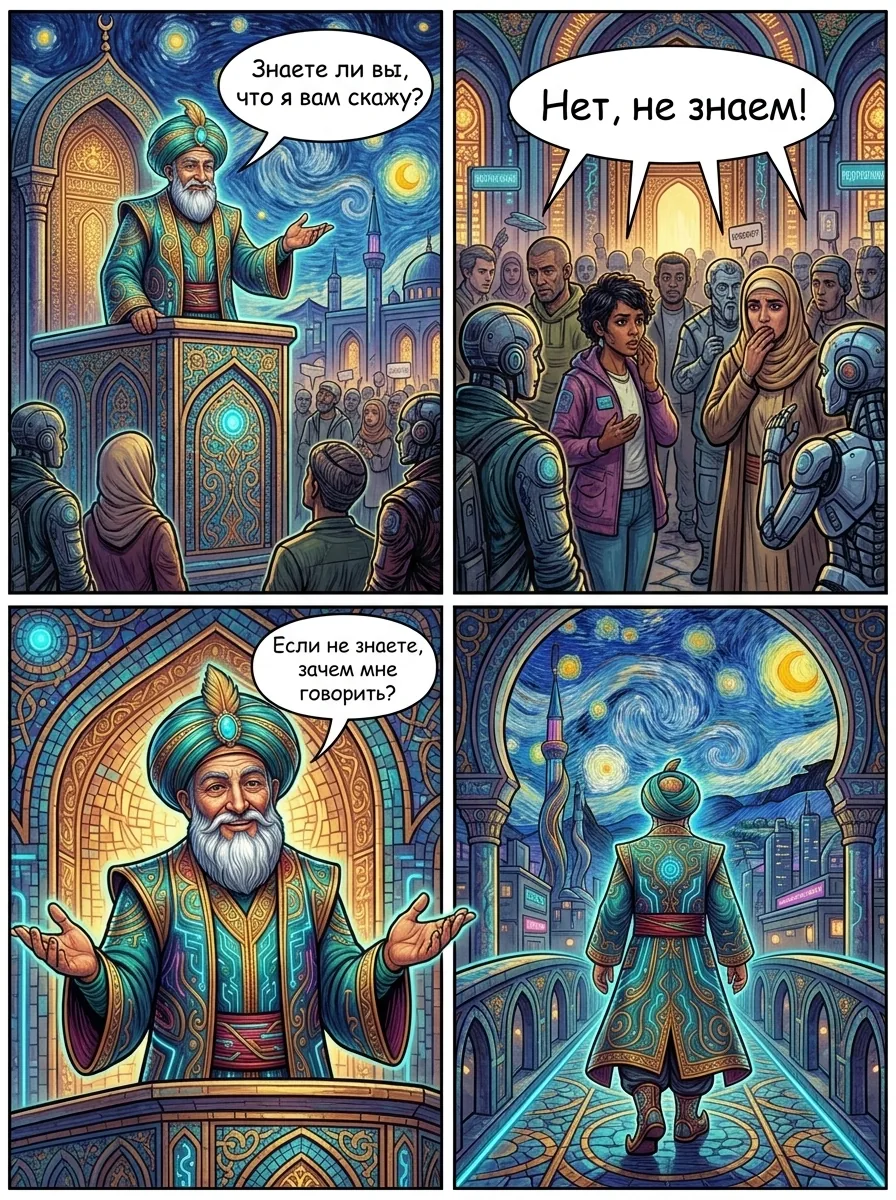 Знаете ли вы,
что я вам скажу?
Нет, не знаем!
Если не знаете,
зачем мне
говорить?